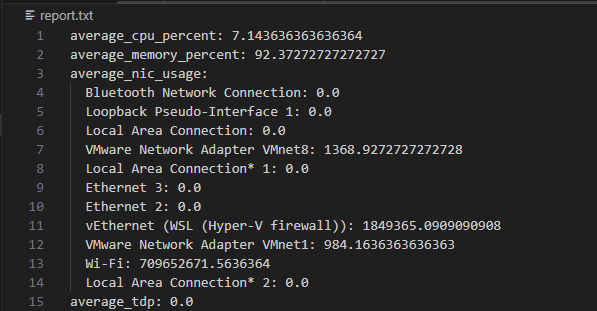 report.txt
1 average_cpu_percent: 7.143636363636364
2 average_memory_percent: 92.37272727272727
3 average_nic_usage:
4 Bluetooth Network Connection: 0.0
5 Loopback Pseudo-Interface 1: 0.0
6 Local Area Connection: 0.0
7 VMware Network Adapter VMnet8: 1368.9272727272728
8 Local Area Connection* 1: 0.0
9 Ethernet 3: 0.0
10 Ethernet 2: 0.0
11 vEthernet (WSL (Hyper-V firewall)): 1849365.0909090908
12 VMware Network Adapter VMnet1: 984.1636363636363
13 Wi-Fi: 709652671.5636364
14 Local Area Connection* 2: 0.0
15 average_tdp: 0.0